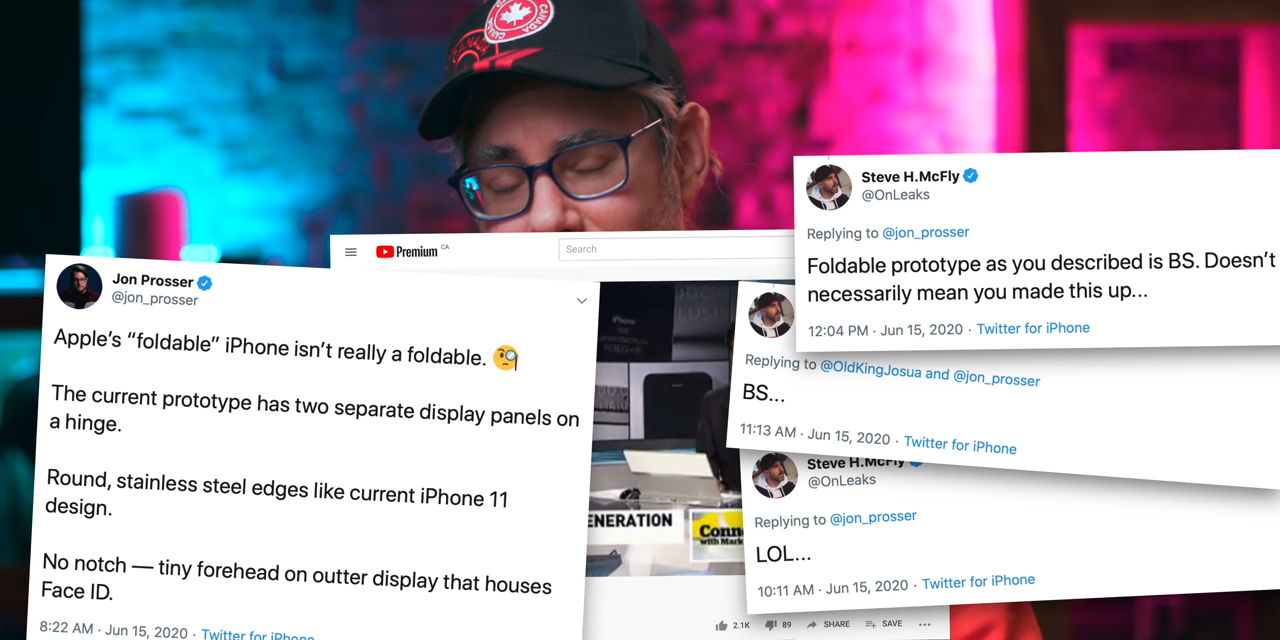 CANADA
CANADA
Premium CA
Search
Jon Prosser
@jon_prosser
Apple's “foldable” iPhone isn't really a foldable. 🧐
The current prototype has two separate display panels on
a hinge.
Round, stainless steel edges like current iPhone 11
design.
No notch — tiny forehead on outter display that houses
Face ID.
8:22 AM · Jun 15, 2020 · Twitter for iPhone
iPhone
ENERATION
Conn
with Mark
2.1K
89
SHARE
SAVE
Steve H.McFly
@OnLeaks
Replying to @jon_prosser
Foldable prototype as you described is BS. Doesn't
necessarily mean you made this up...
12:04 PM · Jun 15, 2020 · Twitter for iPhone
Replying to @OldKingJosua and @jon_prosser
BS...
11:13 AM · Jun 15, 2020 · Twitter for iPhone
Steve H.McFly
@OnLeaks
Replying to @jon_prosser
LOL...
10:11 AM · Jun 15, 2020 · Twitter for iPhone